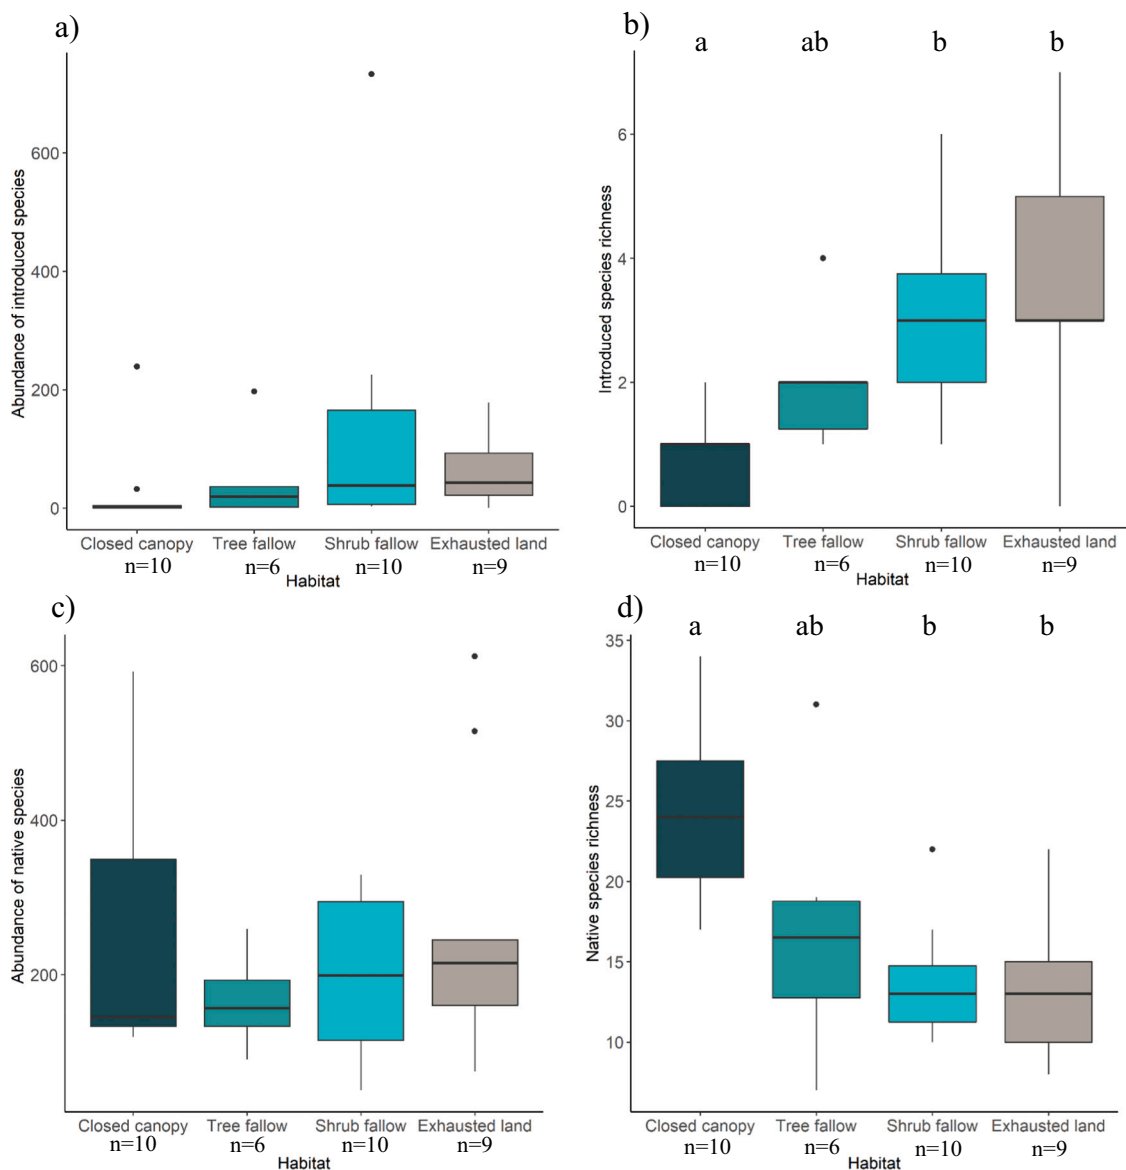 a)
Abundance of introduced species
600
400
200
0
Closed canopy Tree fallow Shrub fallow Exhausted land
n=10 n=6 n=10 n=9
Habitat
b)
a ab b b
Introduced species richness
6
4
2
0
Closed canopy Tree fallow Shrub fallow Exhausted land
n=10 n=6 n=10 n=9
Habitat
c)
Abundance of native species
600
400
200
Closed canopy Tree fallow Shrub fallow Exhausted land
n=10 n=6 n=10 n=9
Habitat
d)
a ab b b
Native species richness
35
30
25
20
15
10
Closed canopy Tree fallow Shrub fallow Exhausted land
n=10 n=6 n=10 n=9
Habitat